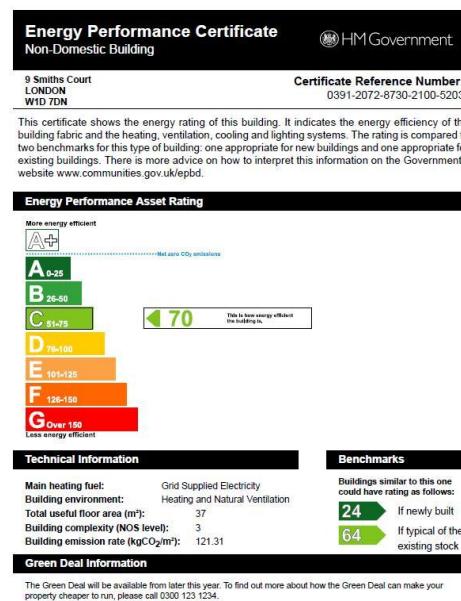 Energy Performance Certificate
Non-Domestic Building
HM Government
9 Smiths Court
LONDON
W1D 7DN
Certificate Reference Number
0391-2072-8730-2100-5203
This certificate shows the energy rating of this building. It indicates the energy efficiency of th
building fabric and the heating, ventilation, cooling and lighting systems. The rating is compared
two benchmarks for this type of building: one appropriate for new buildings and one appropriate f
existing buildings. There is more advice on how to interpret this information on the Government
website www.communities.gov.uk/epbd.
Energy Performance Asset Rating
More energy efficient
A+
Net zero CO₂ emissions
A 0-25
B 26-50
C 51-75
70
This is how energy efficient
the building is.
D 76-100
E 101-125
F 126-150
G Over 150
Less energy efficient
Technical Information
Main heating fuel: Grid Supplied Electricity
Building environment: Heating and Natural Ventilation
Total useful floor area (m²): 37
Building complexity (NOS level): 3
Building emission rate (kgCO₂/m²): 121.31
Benchmarks
Buildings similar to this one
could have rating as follows:
24 If newly built
64 If typical of the
existing stock
Green Deal Information
The Green Deal will be available from later this year. To find out more about how the Green Deal can make your
property cheaper to run, please call 0300 123 1234.